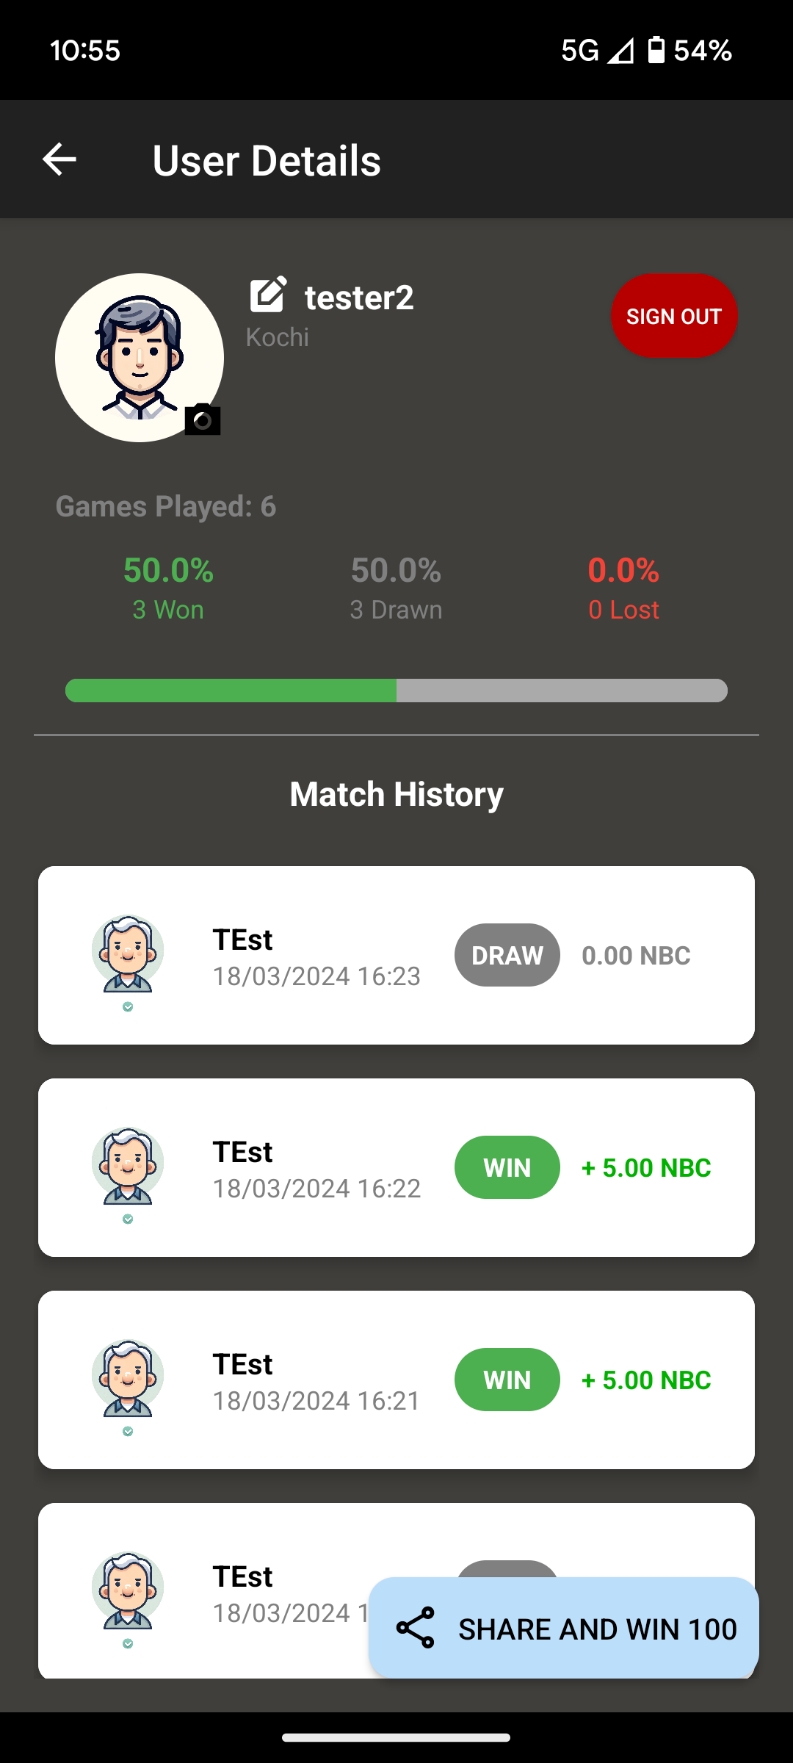 10:55
5G 54%
User Details
tester2
Kochi
SIGN OUT
Games Played: 6
50.0% 50.0% 0.0%
3 Won 3 Drawn 0 Lost
Match History
TEst
18/03/2024 16:23
DRAW 0.00 NBC
TEst
18/03/2024 16:22
WIN + 5.00 NBC
TEst
18/03/2024 16:21
WIN + 5.00 NBC
TEst
18/03/2024 1
SHARE AND WIN 100